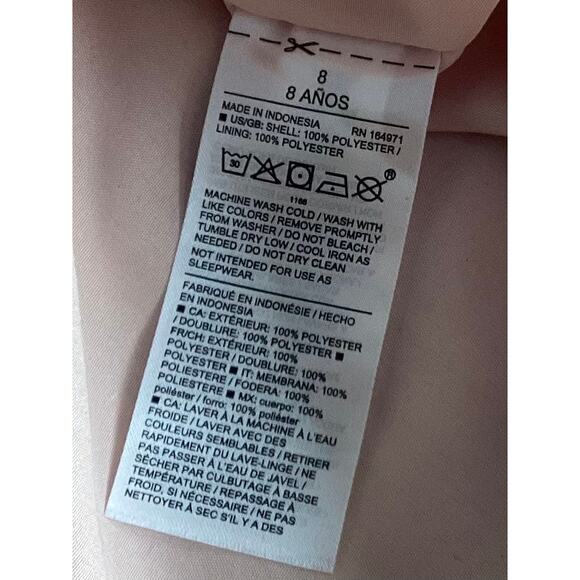 8
8 AÑOS
MADE IN INDONESIA RN 164971
■ US/GB: SHELL: 100% POLYESTER /
LINING: 100% POLYESTER
30
®
1166
MACHINE WASH COLD / WASH WITH
LIKE COLORS / REMOVE PROMPTLY
FROM WASHER / DO NOT BLEACH /
TUMBLE DRY LOW / COOL IRON AS
NEEDED / DO NOT DRY CLEAN
NOT INTENDED FOR USE AS
SLEEPWEAR.
FABRIQUÉ EN INDONÉSIE / HECHO
EN INDONESIA
■ CA: EXTÉRIEUR: 100% POLYESTER
/ DOUBLURE: 100% POLYESTER ■
FR/CH: EXTÉRIEUR: 100%
POLYESTER / DOUBLURE: 100%
POLYESTER ■ IT: MEMBRANA: 100%
POLIESTERE / FODERA: 100%
POLIESTERE ■ MX: cuerpo: 100%
poliéster / forro: 100% poliéster
■ CA: LAVER À LA MACHINE À L'EAU
FROIDE / LAVER AVEC DES
COULEURS SEMBLABLES / RETIRER
RAPIDEMENT DU LAVE-LINGE / NE
PAS PASSER À L'EAU DE JAVEL /
SÉCHER PAR CULBUTAGE À BASSE
TEMPÉRATURE / REPASSAGE À
FROID, SI NÉCESSAIRE / NE PAS
NETTOYER À SEC S'IL Y A DES